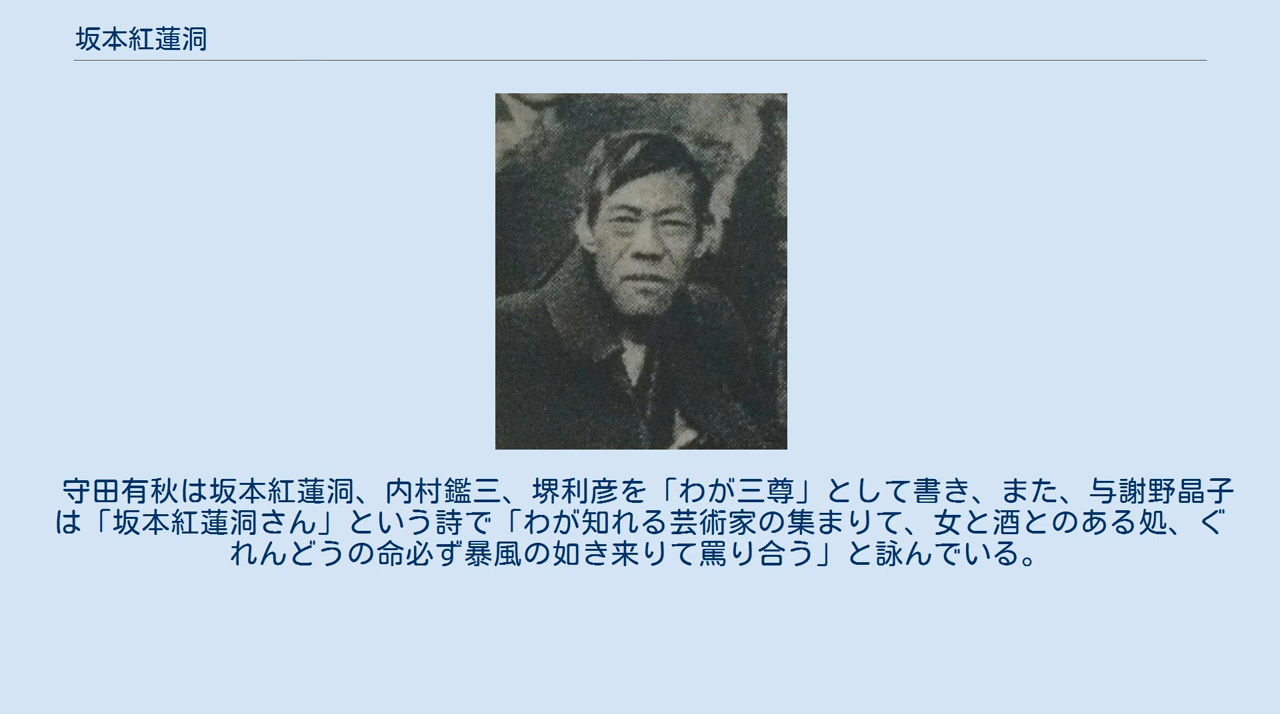 坂本紅蓮洞
守田有秋は坂本紅蓮洞、内村鑑三、堺利彦を「わが三尊」として書き、また、与謝野晶子
は「坂本紅蓮洞さん」という詩で「わが知れる芸術家の集まりて、女と酒とのある処、ぐ
れんどうの命必ず暴風の如き来りて罵り合う」と詠んでいる。